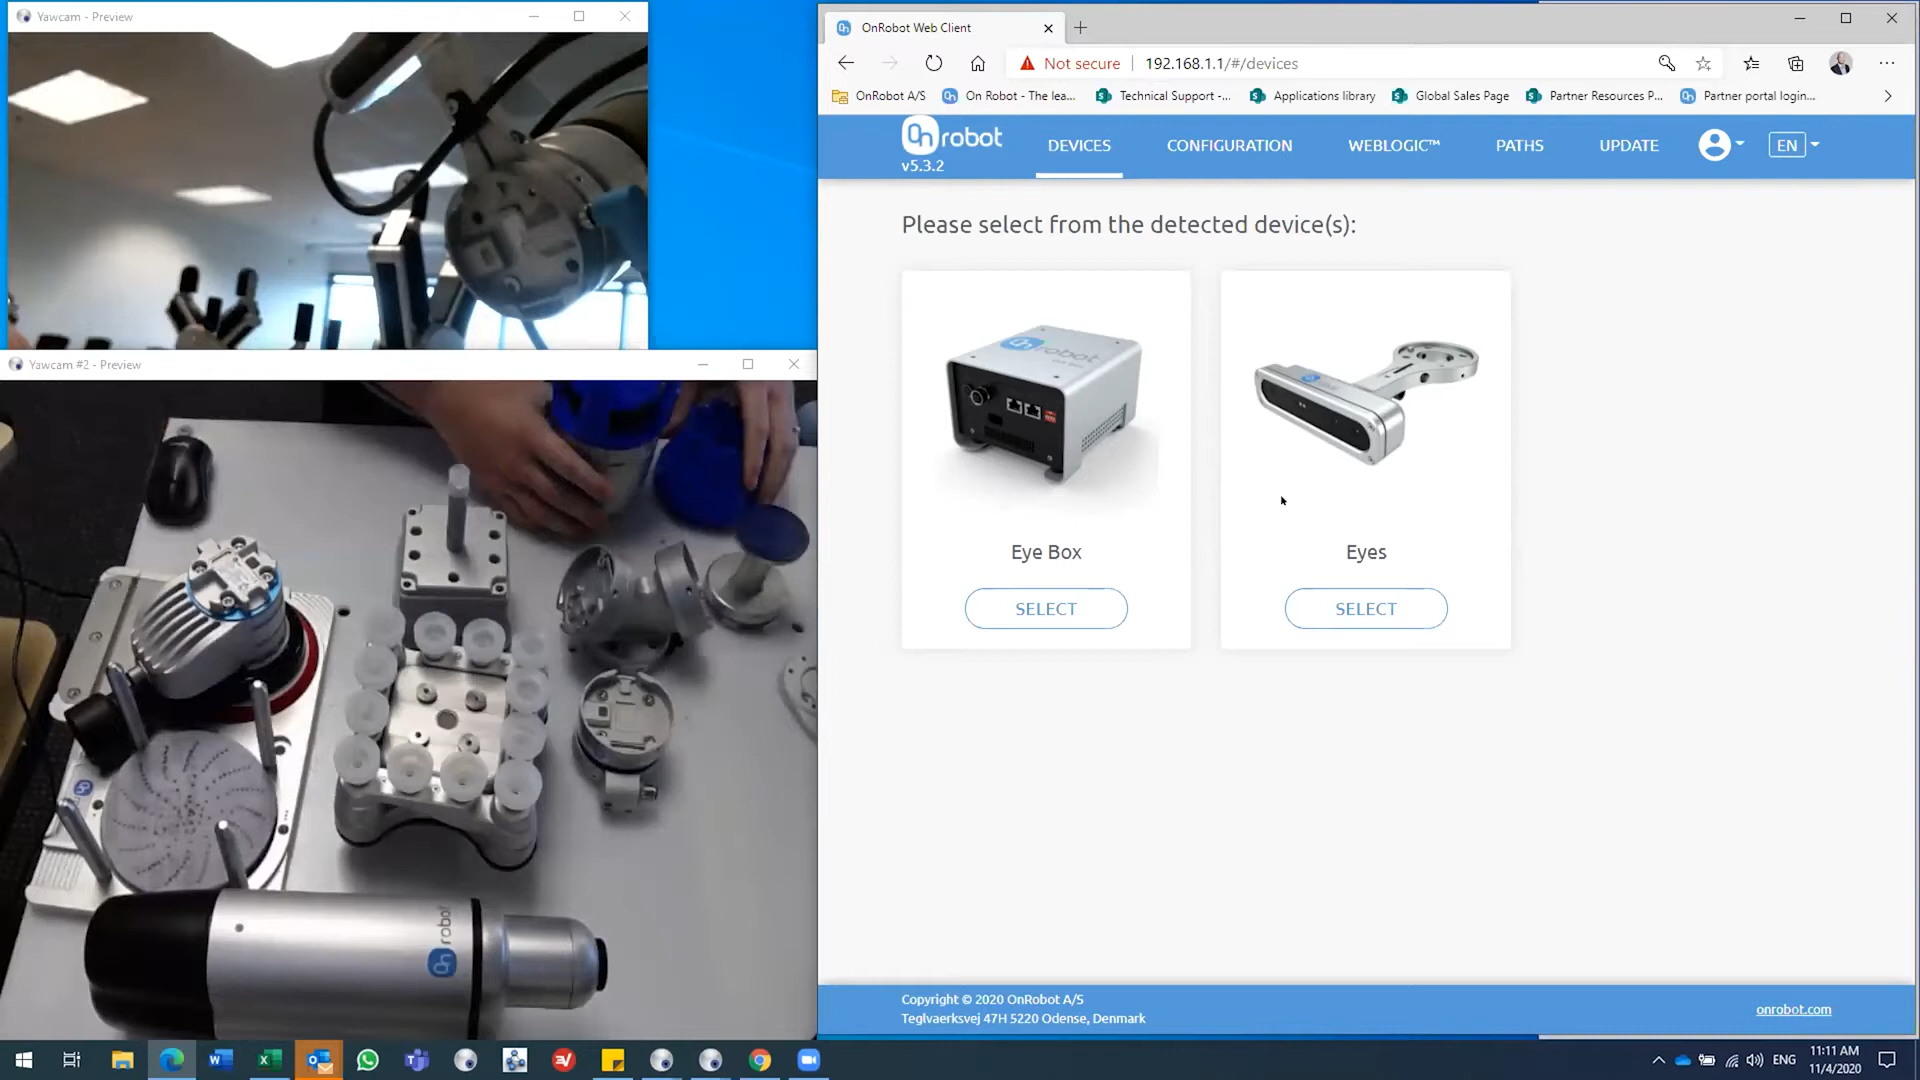 Yawcam - Preview
Yawcam #2 - Preview
robot
OnRobot Web Client
Not secure
192.168.1.1/#/devices
OnRobot A/S
On Robot - The lea...
Technical Support -...
Applications library
Global Sales Page
Partner Resources P...
Partner portal login...
On robot
v5.3.2
DEVICES
CONFIGURATION
WEBLOGIC™
PATHS
UPDATE
EN
Please select from the detected device(s):
On robot
Eye Box
SELECT
Eyes
SELECT
Copyright © 2020 OnRobot A/S
Teglvaerksvej 47H 5220 Odense, Denmark
onrobot.com
ENG
11:11 AM
11/4/2020